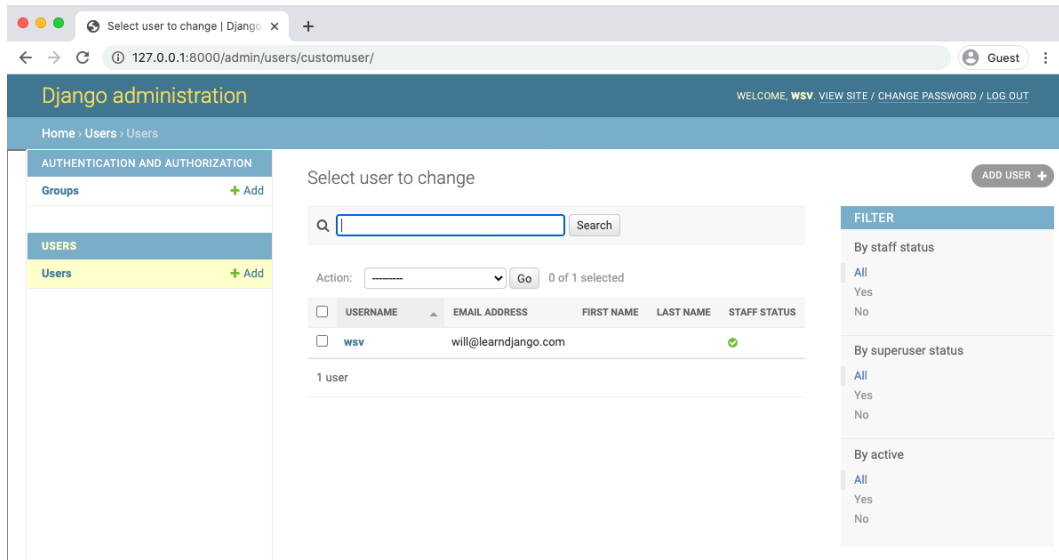 Select user to change | Django
127.0.0.1:8000/admin/users/customuser/
Guest
Django administration
WELCOME, WSV. VIEW SITE / CHANGE PASSWORD / LOG OUT
Home › Users › Users
AUTHENTICATION AND AUTHORIZATION
Groups + Add
USERS
Users + Add
Select user to change
ADD USER +
Search
Action: --------- Go 0 of 1 selected
USERNAME EMAIL ADDRESS FIRST NAME LAST NAME STAFF STATUS
wsv will@learndjango.com
1 user
FILTER
By staff status
All
Yes
No
By superuser status
All
Yes
No
By active
All
Yes
No